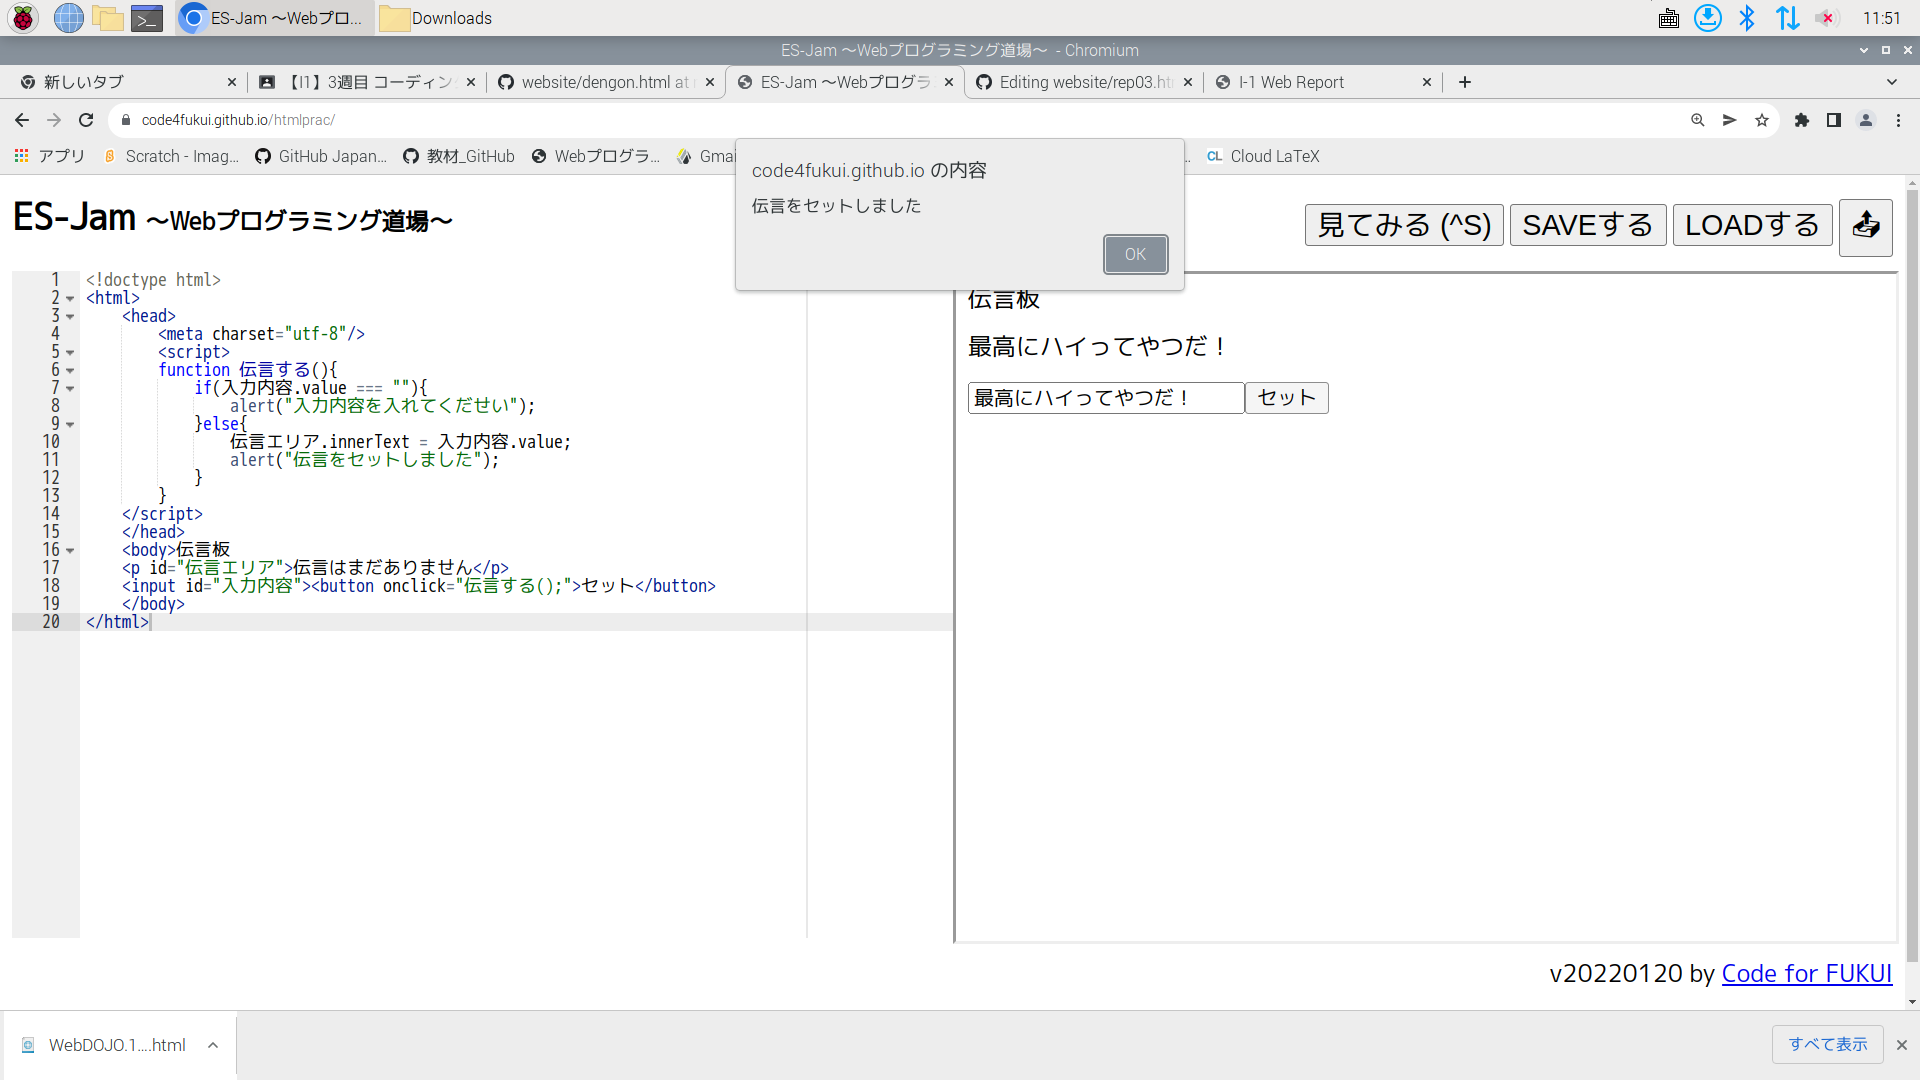 ES-Jam 〜Webプロ... Downloads 11:51
ES-Jam 〜Webプログラミング道場〜 - Chromium
新しいタブ 【I1】3週目 コーディング website/dengon.html at ES-Jam 〜Webプログラ Editing website/rep03.ht I-1 Web Report
code4fukui.github.io/htmlprac/
アプリ Scratch - Imag... GitHub Japan... 教材_GitHub Webプログラ... Gmai .. CL Cloud LaTeX
code4fukui.github.io の内容
伝言をセットしました
OK
ES-Jam 〜Webプログラミング道場〜
見てみる (^S) SAVEする LOADする
1 <!doctype html>
2 <html>
3 <head>
4 <meta charset="utf-8"/>
5 <script>
6 function 伝言する(){
7 if(入力内容.value === ""){
8 alert("入力内容を入れてくだせい");
9 }else{
10 伝言エリア.innerText = 入力内容.value;
11 alert("伝言をセットしました");
12 }
13 }
14 </script>
15 </head>
16 <body>伝言板
17 <p id="伝言エリア">伝言はまだありません</p>
18 <input id="入力内容"><button onclick="伝言する();">セット</button>
19 </body>
20 </html>
伝言板
最高にハイってやつだ！
最高にハイってやつだ！ セット
v20220120 by Code for FUKUI
WebDOJO.1....html すべて表示